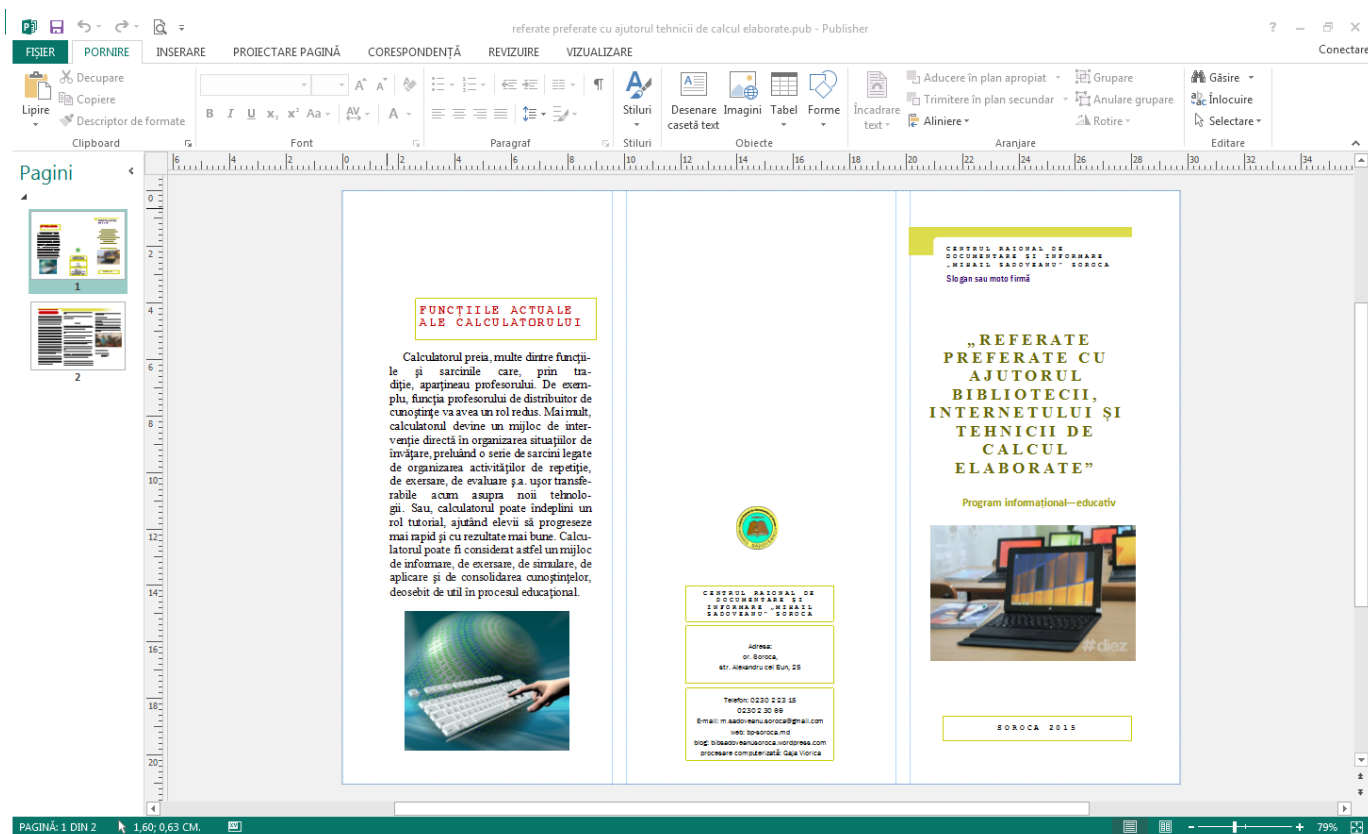 referate preferate cu ajutorul tehnicii de calcul elaborate.pub - Publisher
FIȘIER PORNIRE INSERARE PROIECTARE PAGINĂ CORESPONDENȚĂ REVIZUIRE VIZUALIZARE Conectare
Lipire
Decupare
Copiere
Descriptor de formate
Clipboard
Font
Paragraf
Stiluri
Stiluri
Desenare casetă text
Imagini
Tabel
Forme
Obiecte
Încadrare text
Aducere în plan apropiat
Trimitere în plan secundar
Aliniere
Grupare
Anulare grupare
Rotire
Aranjare
Găsire
Înlocuire
Selectare
Editare
Pagini
1
2
FUNCȚIILE ACTUALE
ALE CALCULATORULUI
Calculatorul preia, multe dintre funcții-
le și sarcinile care, prin tra-
diție, aparțineau profesorului. De exem-
plu, funcția profesorului de distribuitor de
cunoștințe va avea un rol redus. Mai mult,
calculatorul devine un mijloc de inter-
venție directă în organizarea situațiilor de
învățare, preluând o serie de sarcini legate
de organizarea activităților de repetiție,
de exersare, de evaluare ș.a. ușor transfe-
rabile acum asupra noii tehnolo-
gii. Sau, calculatorul poate îndeplini un
rol tutorial, ajutând elevii să progreseze
mai rapid și cu rezultate mai bune. Calcu-
latorul poate fi considerat astfel un mijloc
de informare, de exersare, de simulare, de
aplicare și de consolidarea cunoștințelor,
deosebit de util în procesul educațional.
CENTRUL RAIONAL DE
DOCUMENTARE ȘI
INFORMARE „MIHAIL
SADOVEANU" SOROCA
Adresa:
or. Soroca,
str. Alexandru cel Bun, 25
Telefon: 0230 2 23 15
0230 2 30 69
E-mail: m.sadoveanu.soroca@gmail.com
web: bp-soroca.md
blog: bibsadoveanusoroca.wordpress.com
procesare computerizată: Gaja Viorica
CENTRUL RAIONAL DE
DOCUMENTARE ȘI INFORMARE
„MIHAIL SADOVEANU" SOROCA
Slogan sau moto firmă
„REFERATE
PREFERATE CU
AJUTORUL
BIBLIOTECII,
INTERNETULUI ȘI
TEHNICII DE
CALCUL
ELABORATE”
Program informațional—educativ
#diez
SOROCA 2015
PAGINĂ: 1 DIN 2 1,60; 0,63 CM. 79%